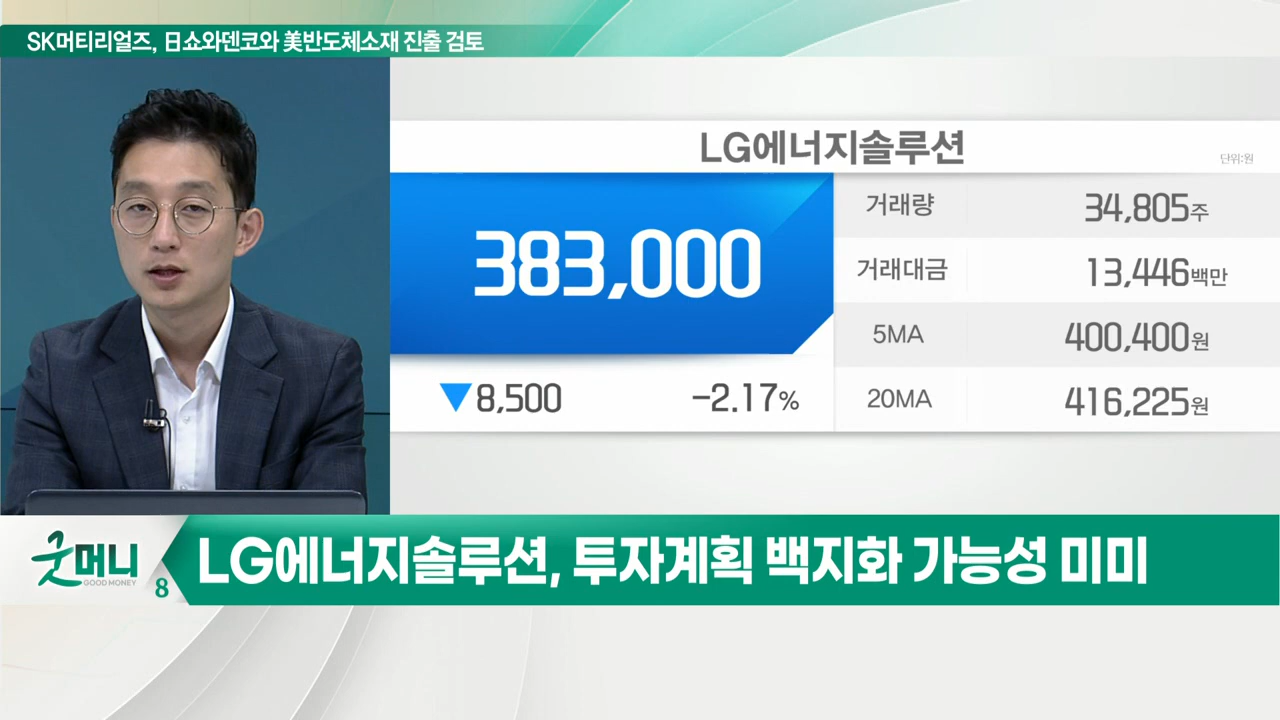 SK머티리얼즈, 日쇼와덴코와 美반도체소재 진출 검토
LG에너지솔루션
단위:원
383,000
▼8,500 -2.17%
거래량 34,805주
거래대금 13,446백만
5MA 400,400원
20MA 416,225원
굿머니
GOOD MONEY
8
LG에너지솔루션, 투자계획 백지화 가능성 미미